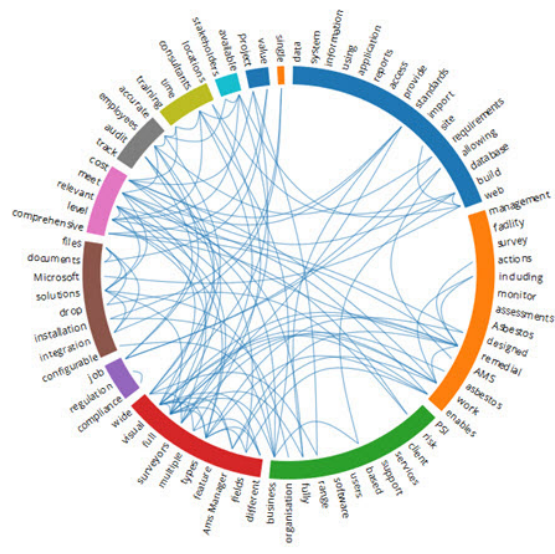 data
system
information
using
application
reports
access
provide
standards
import
site
requirements
allowing
database
build
web
management
facility
survey
actions
including
monitor
assessments
Asbestos
designed
remedial
AMS
asbestos
work
enables
PSI
risk
client
services
support
based
users
software
range
fully
organisation
business
different
fields
Ams Manager
feature
types
multiple
surveyors
full
visual
wide
compliance
regulation
job
configurable
integration
installation
drop
solutions
Microsoft
documents
files
comprehensive
level
relevant
meet
cost
track
audit
employees
accurate
training
time
consultants
locations
stakeholders
available
project
value
single